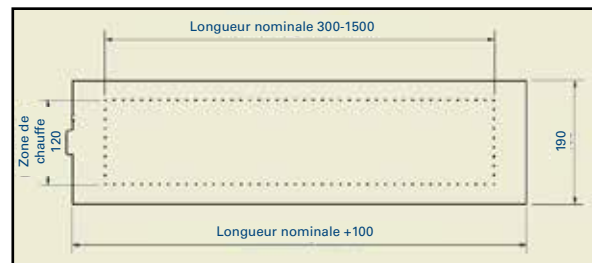 Longueur nominale 300-1500
Zone de
chauffe
120
190
Longueur nominale +100